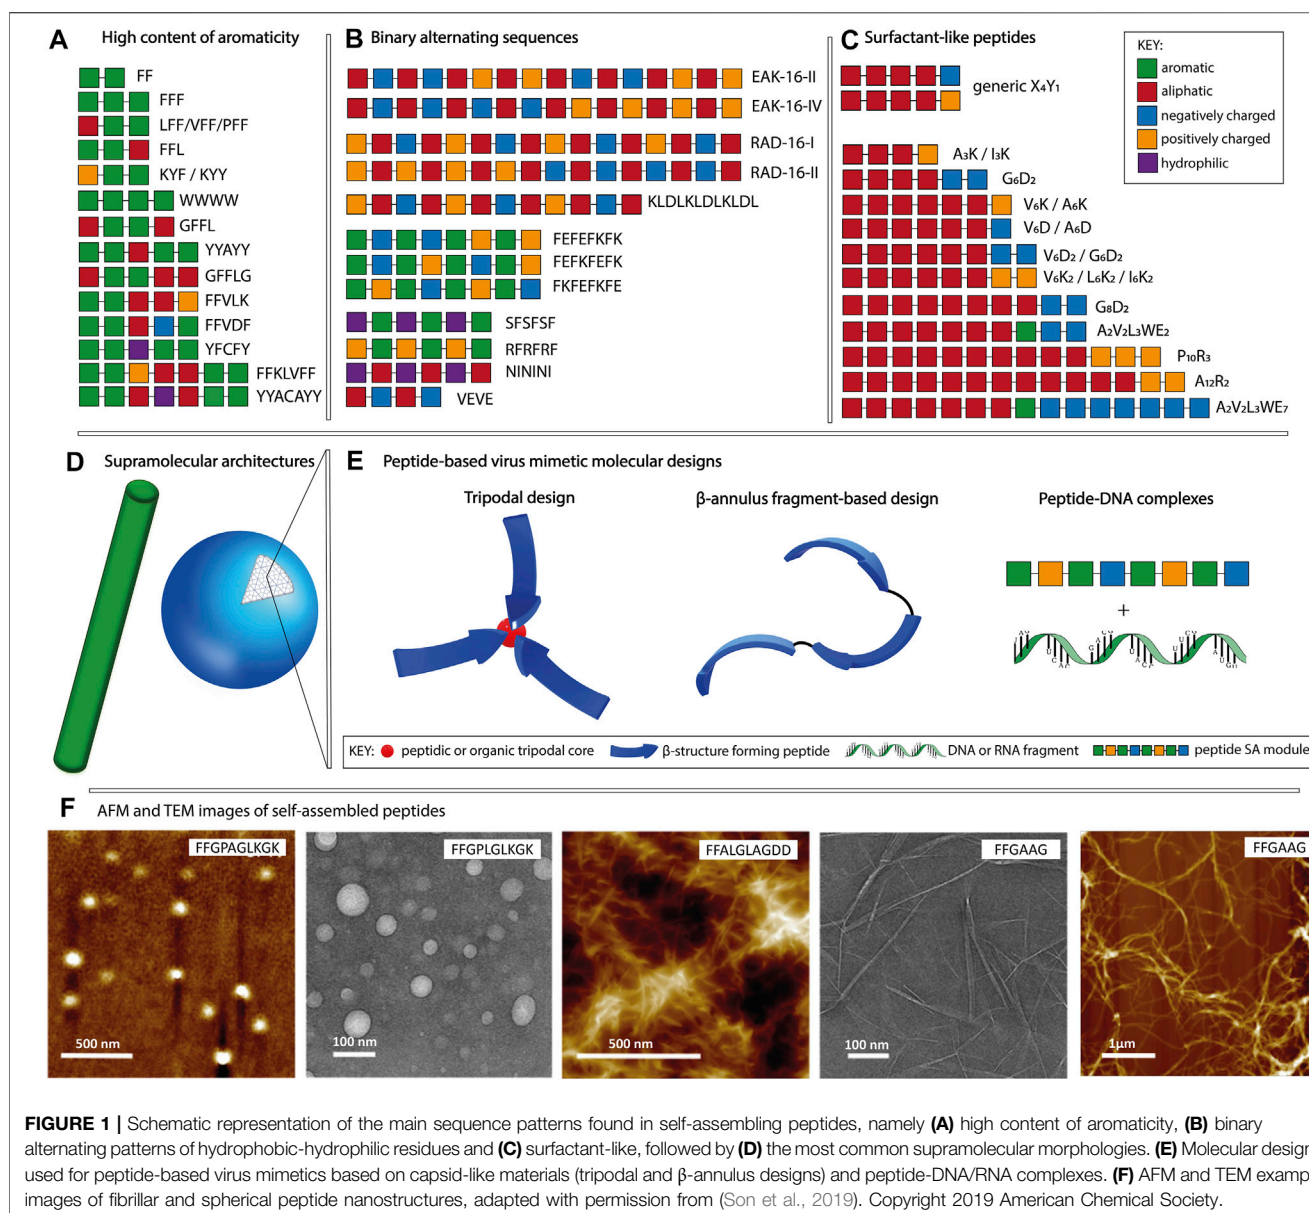 A High content of aromaticity
FF
FFF
LFF/VFF/PFF
FFL
KYF / KYY
WWWW
GFFL
YYAYY
GFFLG
FFVLK
FFVDF
YFCFY
FFKLVFF
YYACAYY
B Binary alternating sequences
EAK-16-II
EAK-16-IV
RAD-16-I
RAD-16-II
KLDLKLDLKLDL
FEFEFKFK
FEFKFEFK
FKFEFKFE
SFSFSF
RFRFRF
NININI
VEVE
C Surfactant-like peptides
generic X₄Y₁
A₃K / I₃K
G₆D₂
V₆K / A₆K
V₆D / A₆D
V₆D₂ / G₆D₂
V₆K₂ / L₆K₂ / I₆K₂
G₈D₂
A₂V₂L₃WE₂
P₁₀R₃
A₁₂R₂
A₂V₂L₃WE₇
KEY:
aromatic
aliphatic
negatively charged
positively charged
hydrophilic
D Supramolecular architectures
E Peptide-based virus mimetic molecular designs
Tripodal design
β-annulus fragment-based design
Peptide-DNA complexes
+
KEY: peptidic or organic tripodal core β-structure forming peptide DNA or RNA fragment peptide SA module
F AFM and TEM images of self-assembled peptides
FFGPAGLKGK
500 nm
FFGPLGLKGK
100 nm
FFALGLAGDD
500 nm
FFGAAG
100 nm
FFGAAG
1μm
FIGURE 1 | Schematic representation of the main sequence patterns found in self-assembling peptides, namely (A) high content of aromaticity, (B) binary
alternating patterns of hydrophobic-hydrophilic residues and (C) surfactant-like, followed by (D) the most common supramolecular morphologies. (E) Molecular design
used for peptide-based virus mimetics based on capsid-like materials (tripodal and β-annulus designs) and peptide-DNA/RNA complexes. (F) AFM and TEM examp
images of fibrillar and spherical peptide nanostructures, adapted with permission from (Son et al., 2019). Copyright 2019 American Chemical Society.